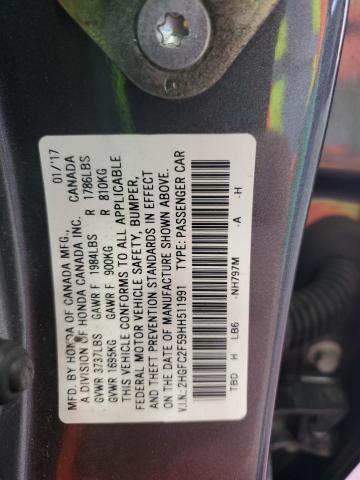 MFD. BY HONDA OF CANADA MFG., 01/'17
A DIVISION OF HONDA CANADA INC. CANADA
GVWR 3737LBS GAWR F 1984LBS R 1786LBS
GVWR 1695KG GAWR F 900KG R 810KG
THIS VEHICLE CONFORMS TO ALL APPLICABLE
FEDERAL MOTOR VEHICLE SAFETY, BUMPER,
AND THEFT PREVENTION STANDARDS IN EFFECT
ON THE DATE OF MANUFACTURE SHOWN ABOVE.
V.I.N.: 2HGFC2F59HH511991 TYPE: PASSENGER CAR
TBD H LB6 -NH797M -A -H